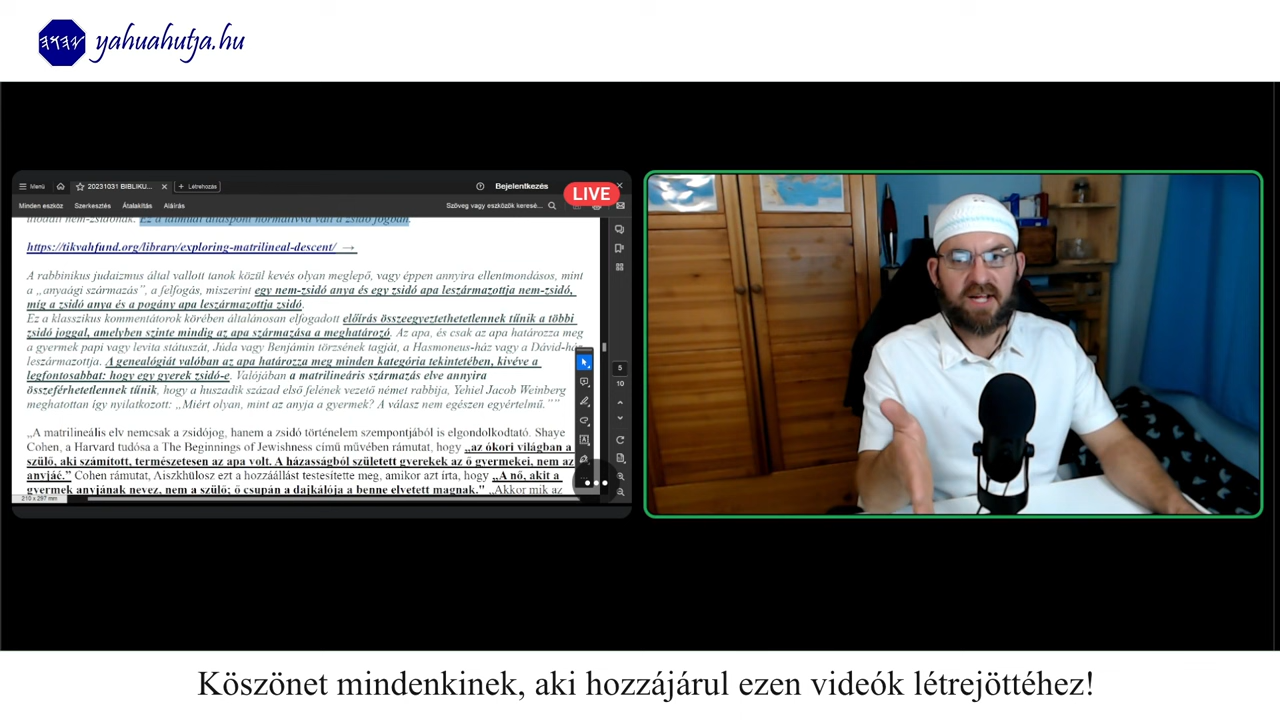 yahuahutja.hu
Menü
20231031 BIBLIKU...
Létrehozás
Bejelentkezés
LIVE
Minden eszköz Szerkesztés Átalakítás Aláírás
Szöveg vagy eszközök keresé...
Ez a
https://tikvahfund.org/library/exploring-matrilineal-descent/ →
A rabbinikus judaizmus által vallott tanok közül kevés olyan meglepő, vagy éppen annyira ellentmondásos, mint
a „anyaági származás”, a felfogás, miszerint egy nem-zsidó anya és egy zsidó apa leszármazottja nem-zsidó,
míg a zsidó anya és a pogány apa leszármazottja zsidó.
Ez a klasszikus kommentátorok körében általánosan elfogadott előírás összeegyeztethetetlennek tűnik a többi
zsidó joggal, amelyben szinte mindig az apa származása a meghatározó. Az apa, és csak az apa határozza meg
a gyermek papi vagy levita státuszát, Júda vagy Benjámin törzsének tagját, a Hasmoneus-ház vagy a Dávid-ház
leszármazottja. A genealógiát valóban az apa határozza meg minden kategória tekintetében, kivéve a
legfontosabbat: hogy egy gyerek zsidó-e. Valójában a matrilineáris származás elve annyira
összeférhetetlennek tűnik, hogy a huszadik század első felének vezető német rabbija, Yehiel Jacob Weinberg
meghatottan így nyilatkozott: „Miért olyan, mint az anyja a gyermek? A válasz nem egészen egyértelmű.””
„A matrilineális elv nemcsak a zsidójog, hanem a zsidó történelem szempontjából is elgondolkodtató. Shaye
Cohen, a Harvard tudósa a The Beginnings of Jewishness című művében rámutat, hogy „az ókori világban a
szülő, aki számított, természetesen az apa volt. A házasságból született gyerekek az ő gyermekei, nem az
anyjáé.” Cohen rámutat, Aiszkhülosz ezt a hozzáállást testesítette meg, amikor azt írta, hogy „A nő, akit a
gyermek anyjának nevez, nem a szülő; ő csupán a dajkálója a benne elvetett magnak.” „Akkor mik az
5
10
210 x 297 mm
Köszönet mindenkinek, aki hozzájárul ezen videók létrejöttéhez!